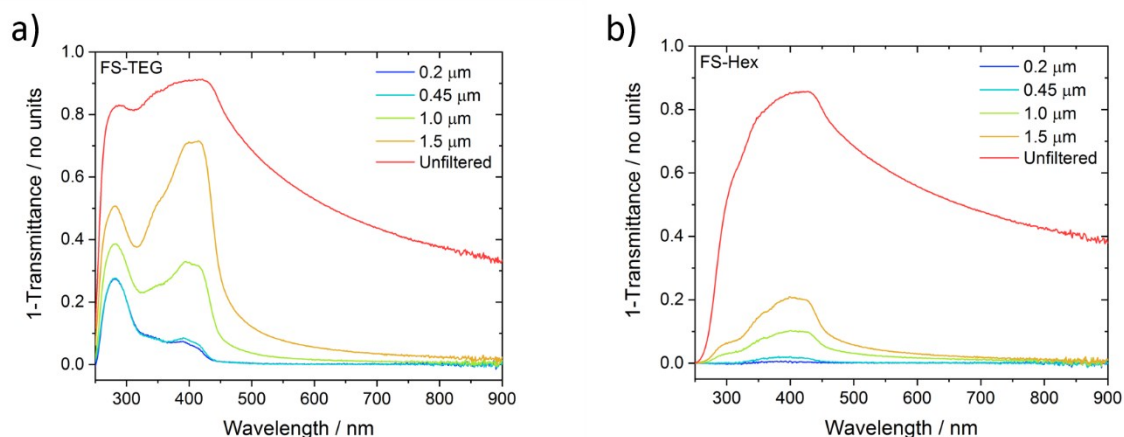 a)
FS-TEG
0.2 μm
0.45 μm
1.0 μm
1.5 μm
Unfiltered
1-Transmittance / no units
1.0
0.8
0.6
0.4
0.2
0.0
300 400 500 600 700 800 900
Wavelength / nm
b)
FS-Hex
0.2 μm
0.45 μm
1.0 μm
1.5 μm
Unfiltered
1-Transmittance / no units
1.0
0.8
0.6
0.4
0.2
0.0
300 400 500 600 700 800 900
Wavelength / nm